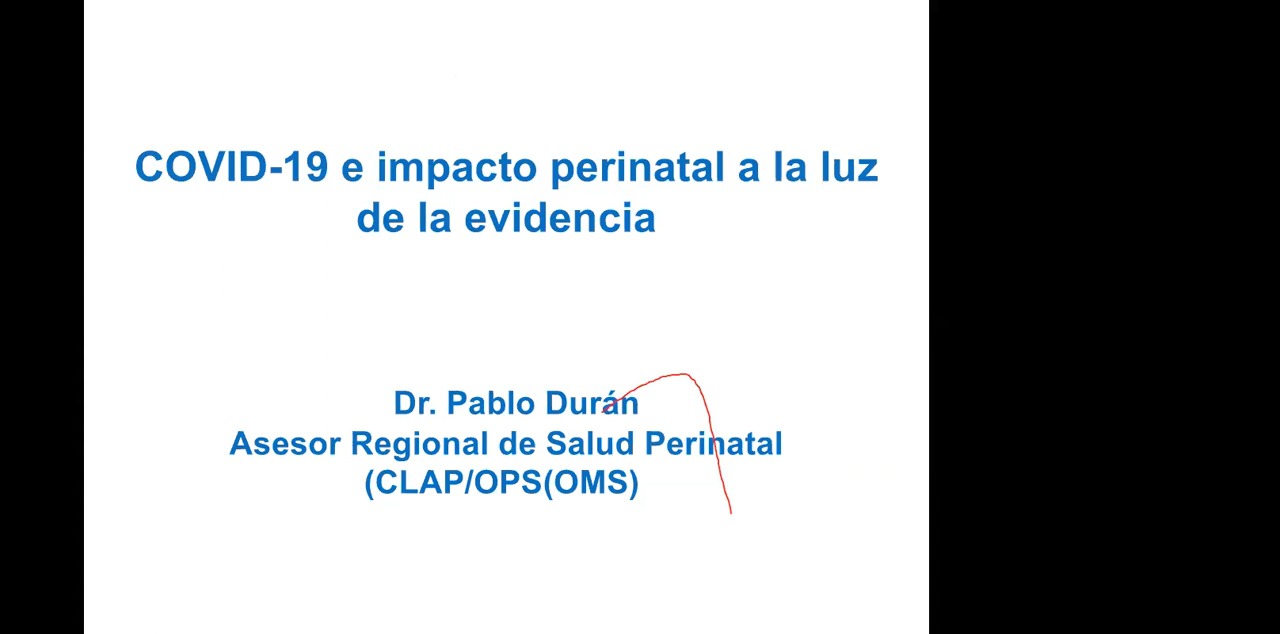 COVID-19 e impacto perinatal a la luz
de la evidencia
Dr. Pablo Durán
Asesor Regional de Salud Perinatal
(CLAP/OPS(OMS)